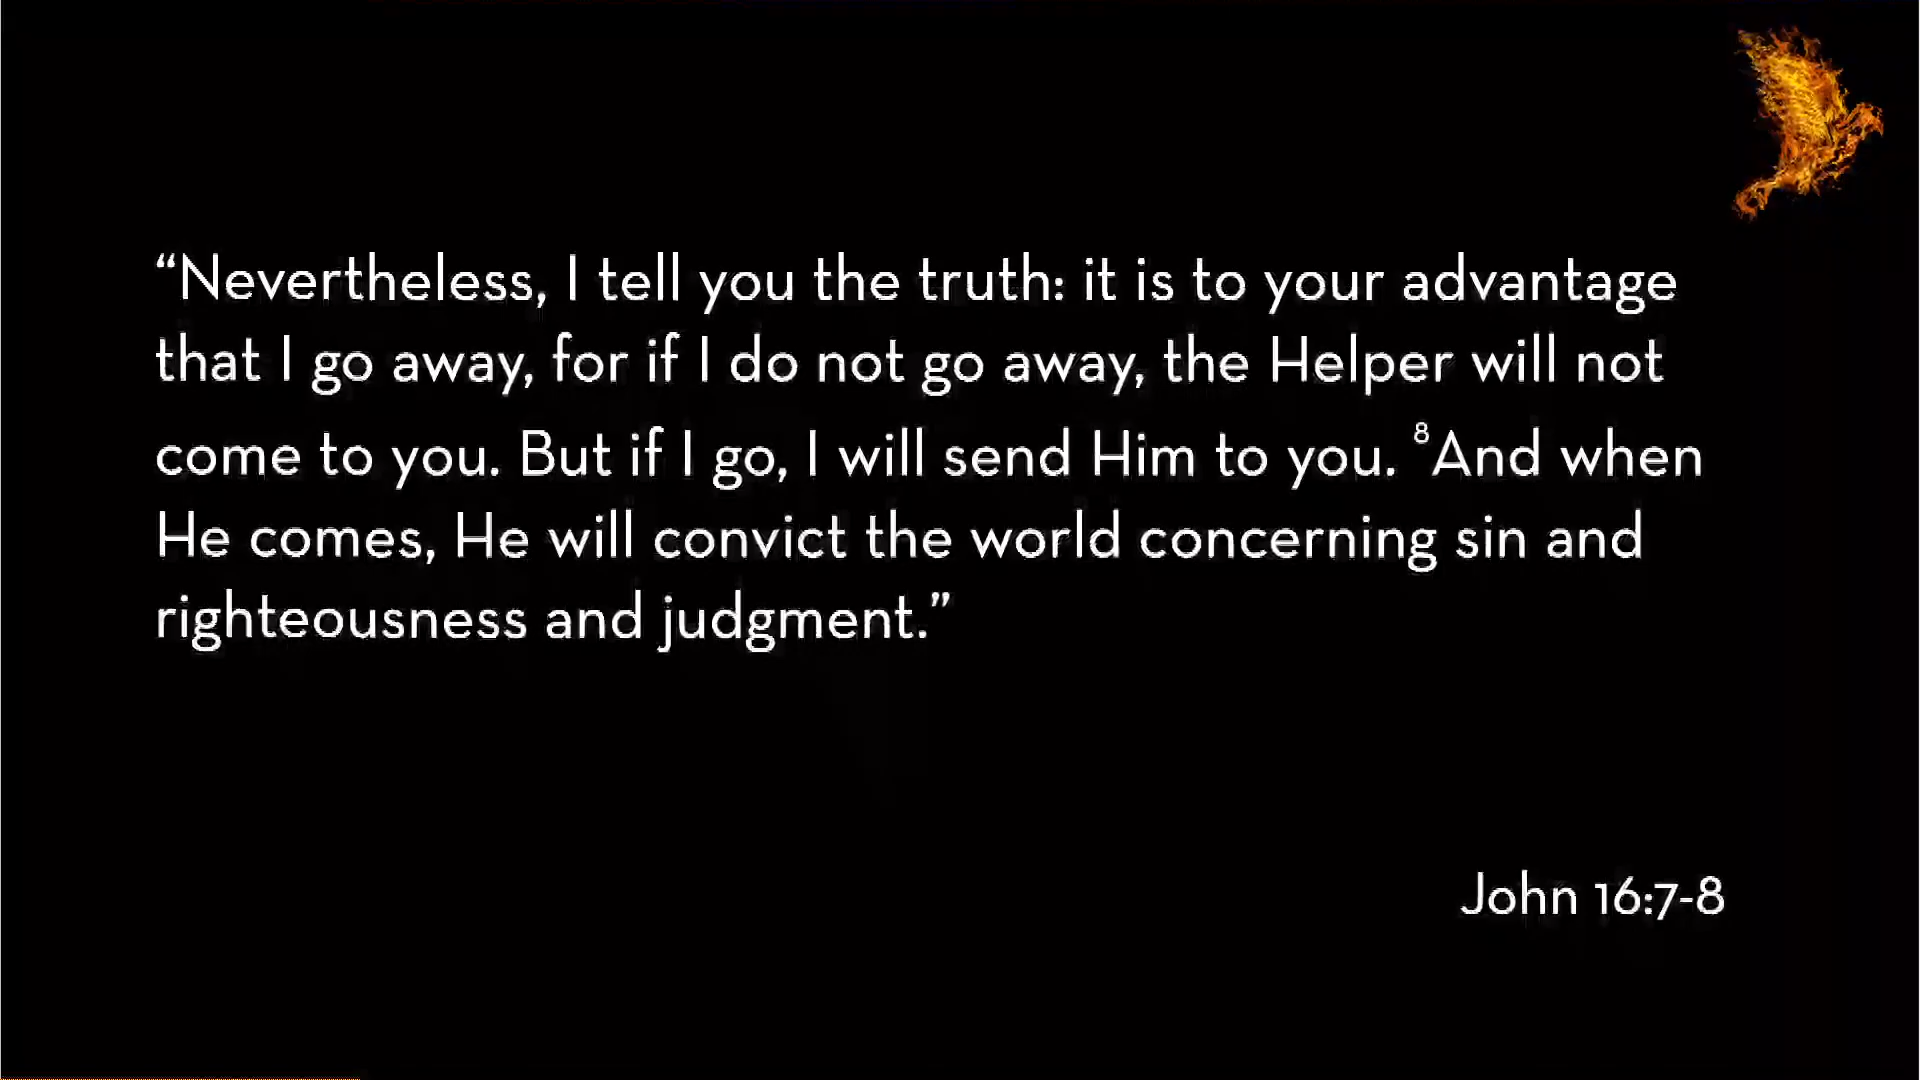 “Nevertheless, I tell you the truth: it is to your advantage
that I go away, for if I do not go away, the Helper will not
come to you. But if I go, I will send Him to you. ⁸And when
He comes, He will convict the world concerning sin and
righteousness and judgment.”
John 16:7-8